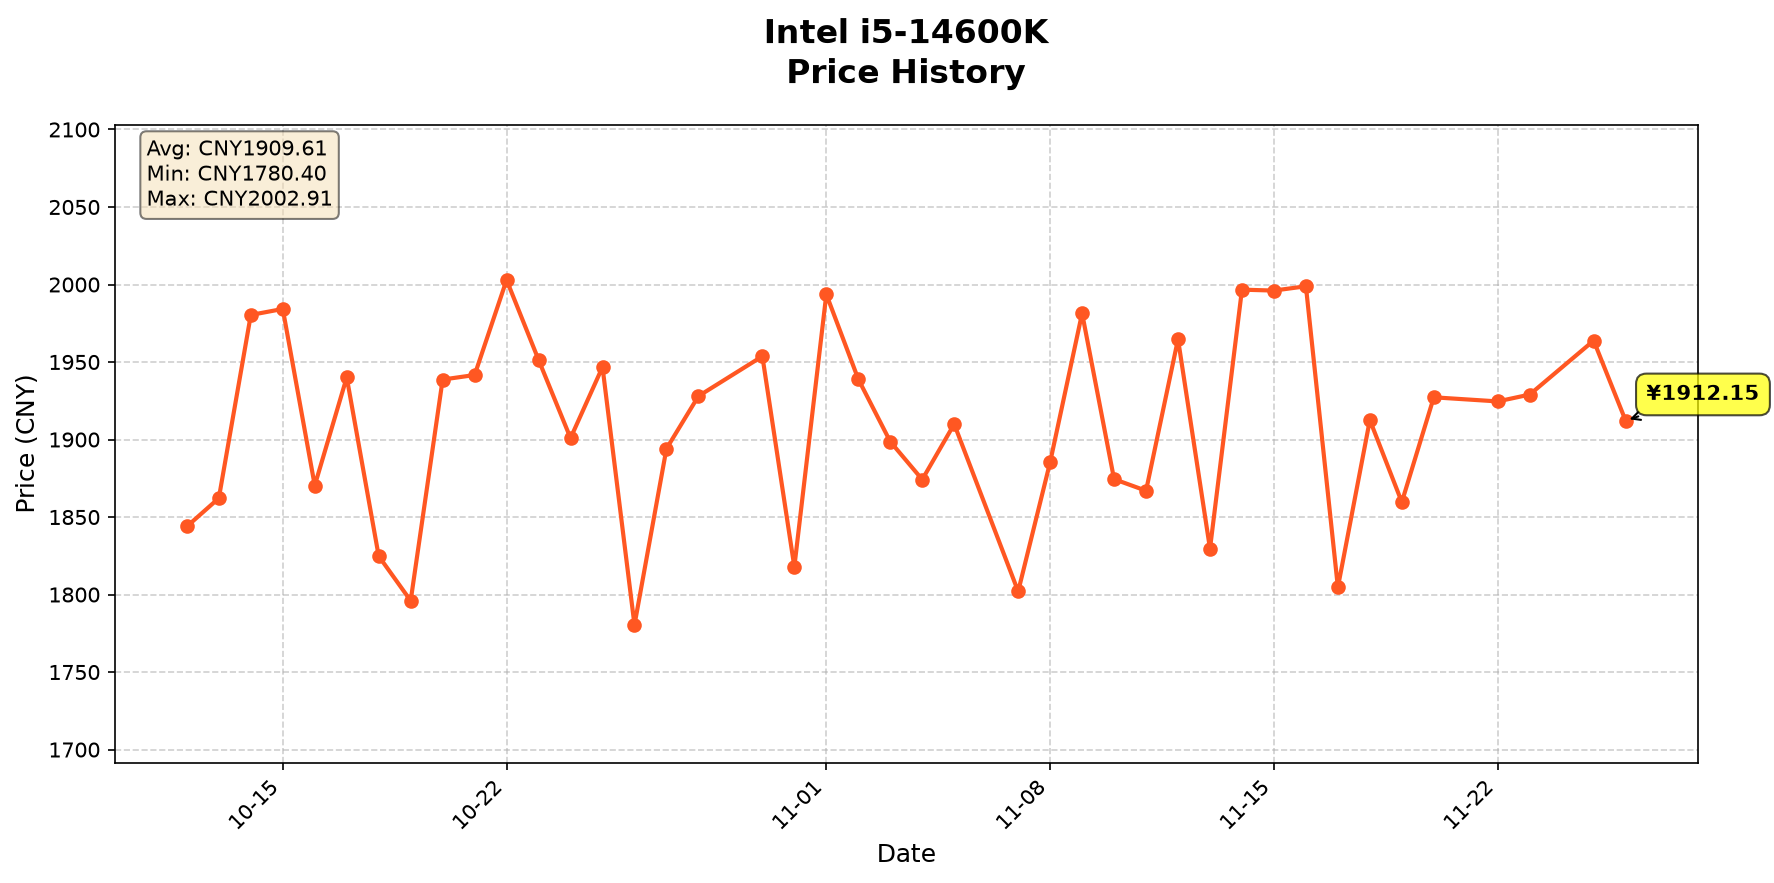 Intel i5-14600K
Price History
2100
2050
2000
1950
1900
1850
1800
1750
1700
Price (CNY)
Avg: CNY1909.61
Min: CNY1780.40
Max: CNY2002.91
¥1912.15
10-15
10-22
11-01
11-08
11-15
11-22
Date